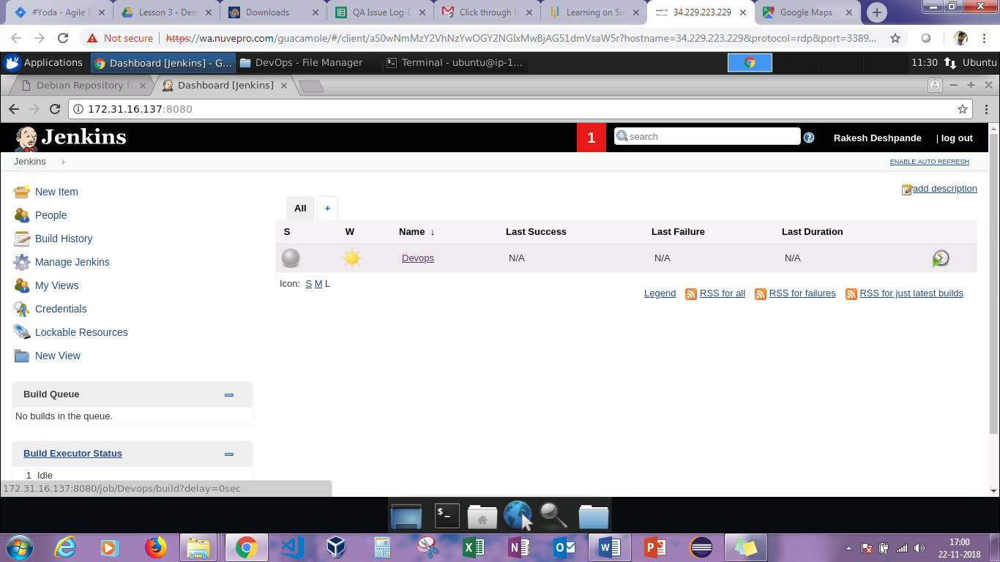 #Yoda - Agile B
Lesson 3 - Dem
Downloads
QA Issue Log-D
Click through f
Learning on Sim
34.229.223.229
Google Maps
Not secure
https://wa.nuvepro.com/guacamole/#/client/aS0wNmMzY2VhNzYwOGY2NGIxMwBjAG51dmVsaW5r?hostname=34.229.223.229&protocol=rdp&port=3389...
Applications
Dashboard [Jenkins] - G...
DevOps - File Manager
Terminal - ubuntu@ip-1...
11:30
Ubuntu
Debian Repository fo
Dashboard [Jenkins]
172.31.16.137:8080
Jenkins
1
search
Rakesh Deshpande
| log out
Jenkins
ENABLE AUTO REFRESH
New Item
People
Build History
Manage Jenkins
My Views
Credentials
Lockable Resources
New View
add description
All
+
S W Name ↓ Last Success Last Failure Last Duration
Devops N/A N/A N/A
Icon: S M L
Legend RSS for all RSS for failures RSS for just latest builds
Build Queue
No builds in the queue.
Build Executor Status
1 Idle
172.31.16.137:8080/job/Devops/build?delay=0sec
17:00
22-11-2018